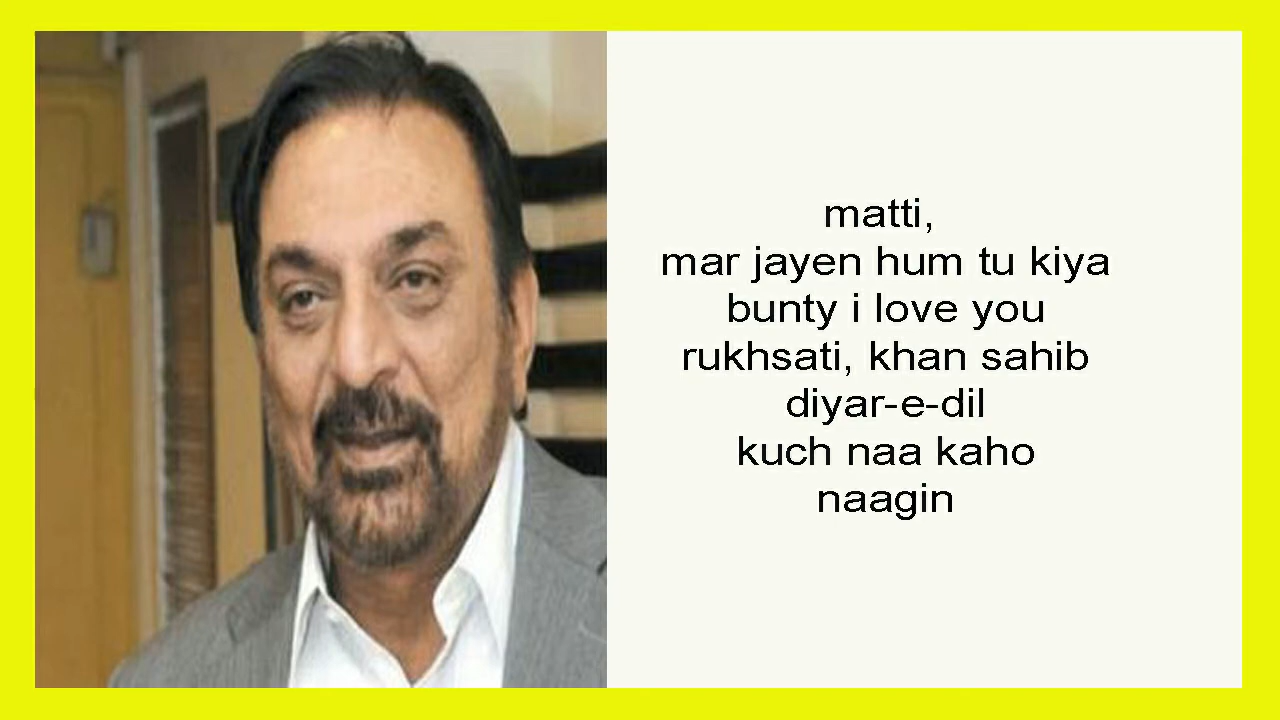 matti,
mar jayen hum tu kiya
bunty i love you
rukhsati, khan sahib
diyar-e-dil
kuch naa kaho
naagin